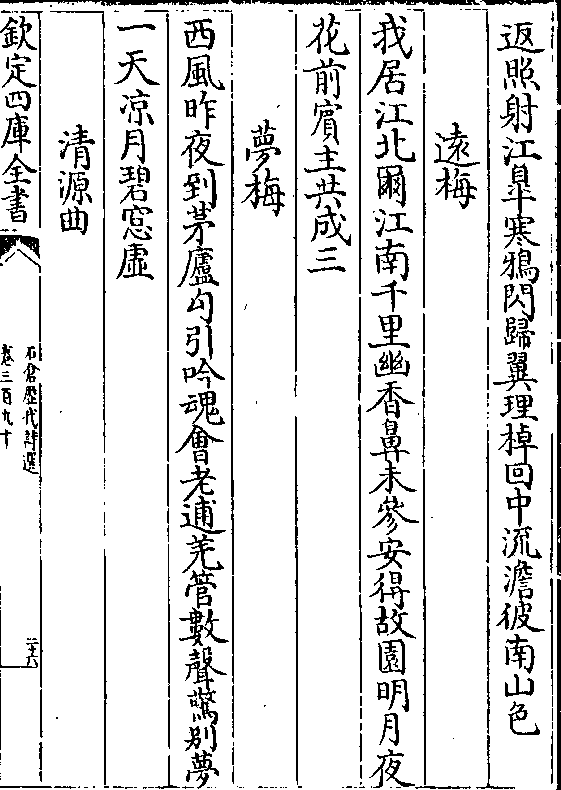 返照射江臯寒鴉閃歸翼理棹回中流澹彼南山色
遠梅
我居江北爾江南千里幽香鼻未參安得故園明月夜
花前賓主共成三
夢梅
西風昨夜到茅廬勾引吟魂會老逋羌管數聲驚别夢
一天凉月碧窓虛
清源曲
欽定四庫全書
石倉歴代詩選
卷三百九十
二十六